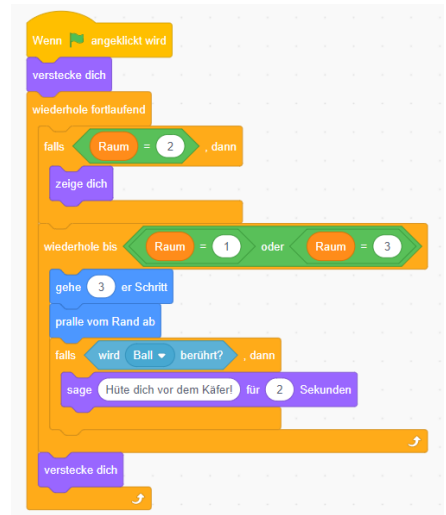 Wenn angeklickt wird
verstecke dich
wiederhole fortlaufend
falls Raum = 2 , dann
zeige dich
wiederhole bis Raum = 1 oder Raum = 3
gehe 3 er Schritt
pralle vom Rand ab
falls wird Ball berührt? , dann
sage Hüte dich vor dem Käfer! für 2 Sekunden
verstecke dich